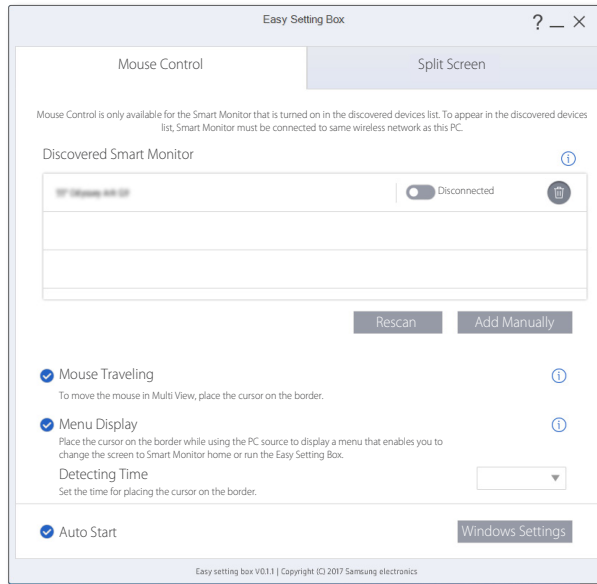 Easy Setting Box
? _ ×
Mouse Control
Split Screen
Mouse Control is only available for the Smart Monitor that is turned on in the discovered devices list. To appear in the discovered devices
list, Smart Monitor must be connected to same wireless network as this PC.
Discovered Smart Monitor
Disconnected
Rescan
Add Manually
Mouse Traveling
To move the mouse in Multi View, place the cursor on the border.
Menu Display
Place the cursor on the border while using the PC source to display a menu that enables you to
change the screen to Smart Monitor home or run the Easy Setting Box.
Detecting Time
Set the time for placing the cursor on the border.
Auto Start
Windows Settings
Easy setting box V0.1.1 | Copyright (C) 2017 Samsung electronics